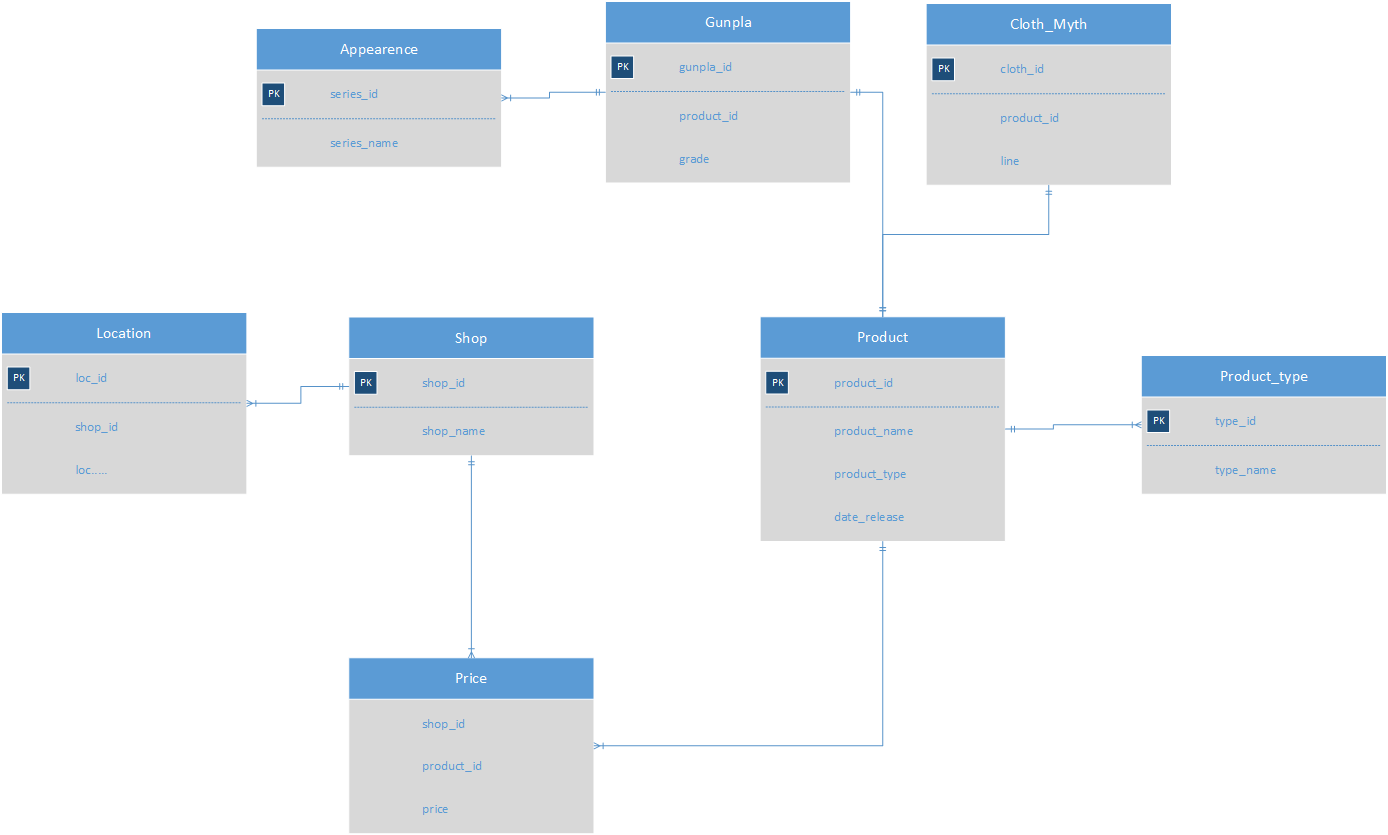 Appearence
PK series_id
series_name
Gunpla
PK gunpla_id
product_id
grade
Cloth_Myth
PK cloth_id
product_id
line
Location
PK loc_id
shop_id
loc.....
Shop
PK shop_id
shop_name
Product
PK product_id
product_name
product_type
date_release
Product_type
PK type_id
type_name
Price
shop_id
product_id
price